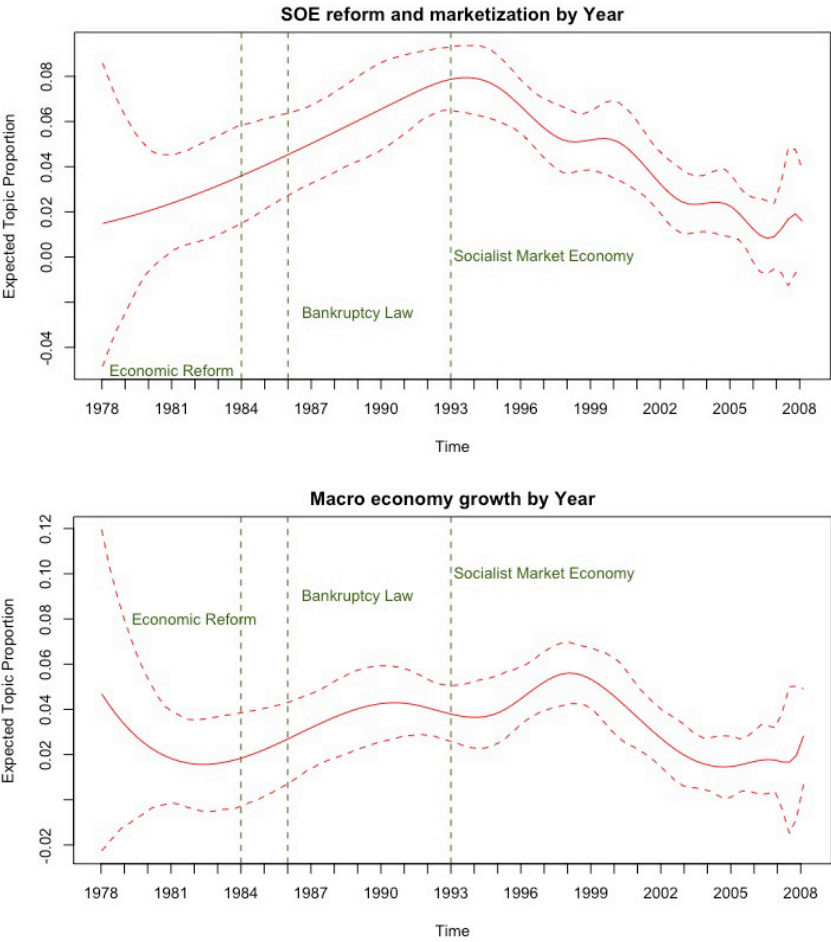 SOE reform and marketization by Year
Expected Topic Proportion
0.08
0.06
0.04
0.02
0.00
-0.04
Socialist Market Economy
Bankruptcy Law
Economic Reform
1978 1981 1984 1987 1990 1993 1996 1999 2002 2005 2008
Time
Macro economy growth by Year
Expected Topic Proportion
0.12
0.10
0.08
0.06
0.04
0.02
-0.02
Socialist Market Economy
Bankruptcy Law
Economic Reform
1978 1981 1984 1987 1990 1993 1996 1999 2002 2005 2008
Time